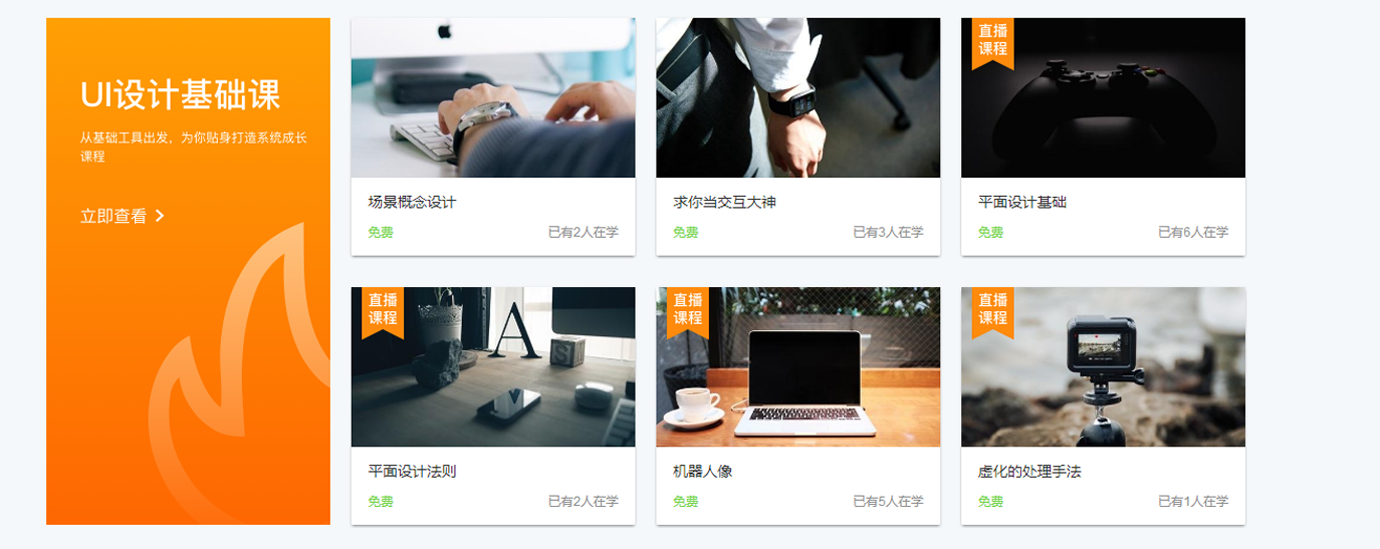 UI设计基础课
从基础工具出发，为你贴身打造系统成长
课程
立即查看
场景概念设计
免费 已有2人在学
求你当交互大神
免费 已有3人在学
直播
课程
平面设计基础
免费 已有6人在学
直播
课程
A
S
平面设计法则
免费 已有2人在学
直播
课程
机器人像
免费 已有5人在学
直播
课程
虚化的处理手法
免费 已有1人在学